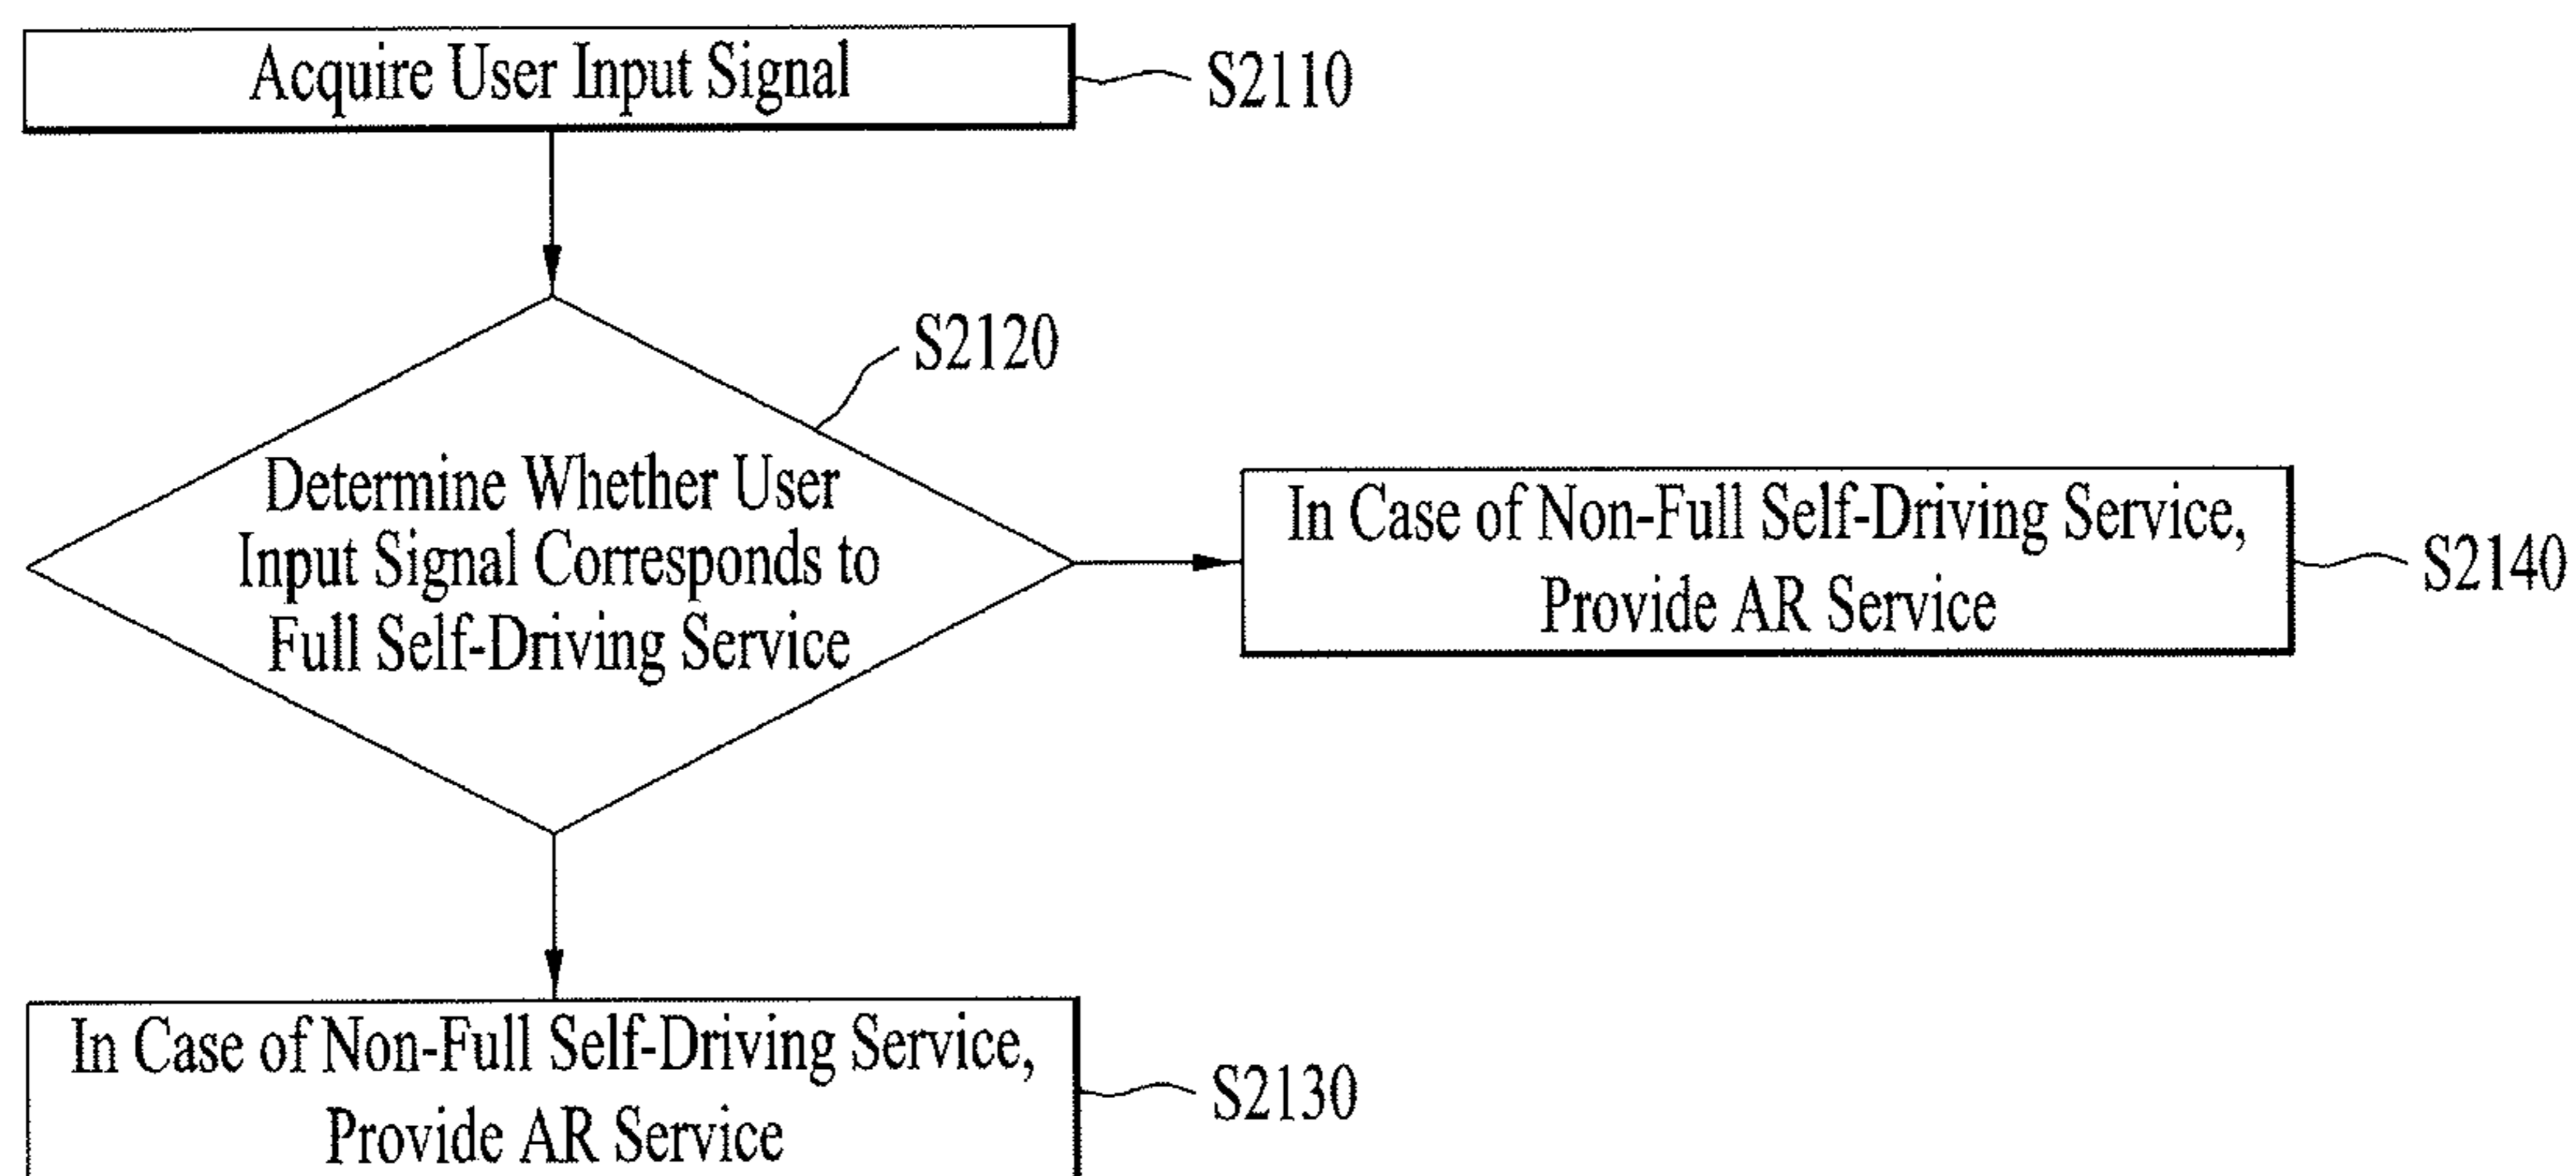 Acquire User Input Signal
S2110
S2120
Determine Whether User
Input Signal Corresponds to
Full Self-Driving Service
In Case of Non-Full Self-Driving Service,
Provide AR Service
S2140
In Case of Non-Full Self-Driving Service,
Provide AR Service
S2130